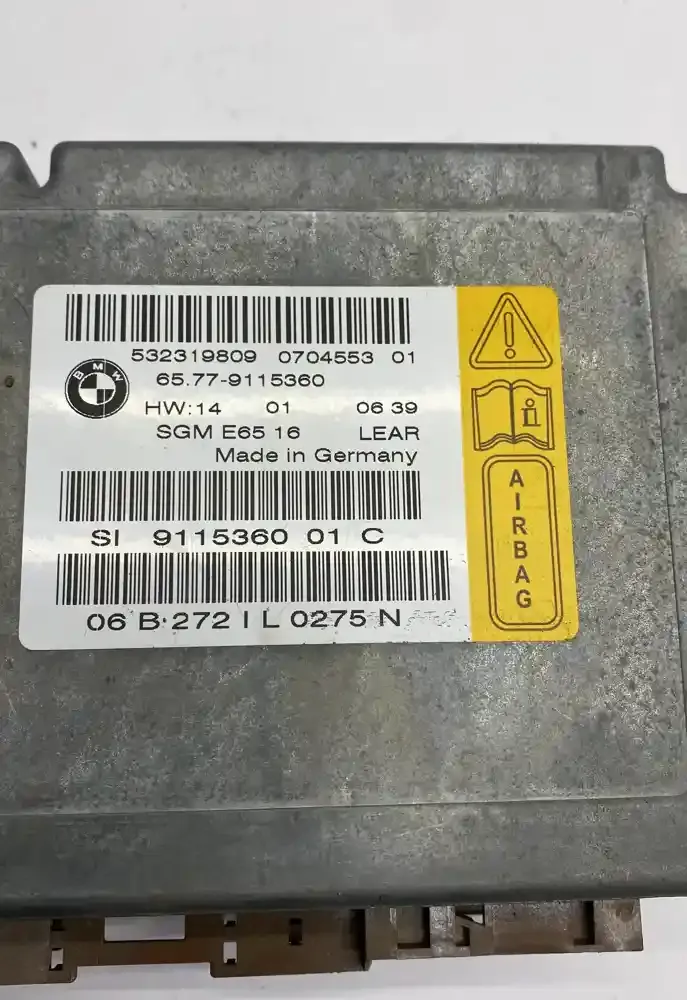 532319809 0704553 01
BMW
65.77-9115360
HW:14 01 06 39
SGM E65 16 LEAR
Made in Germany
SI 9115360 01 C
06 B·272 I L 0275 N
AIRBAG